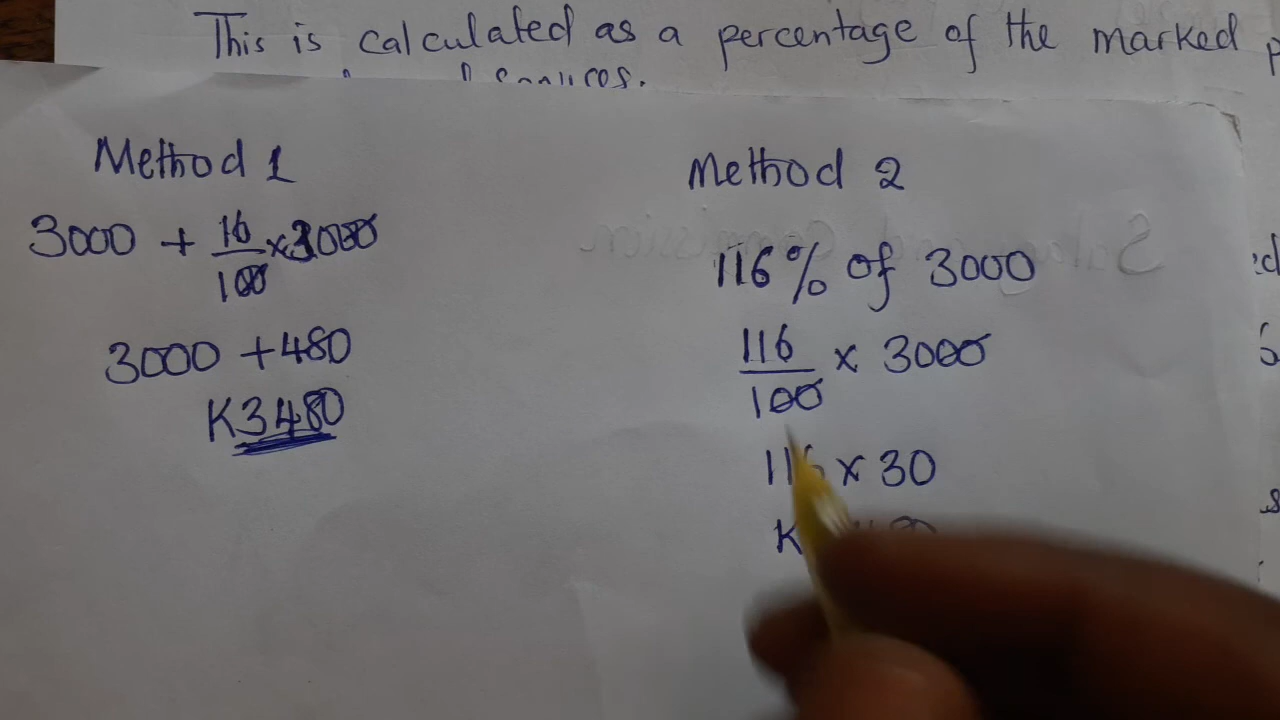 This is calculated as a percentage of the marked p
Method 1
3000 + 16/100 x 3000
3000 + 480
K3480
Method 2
116% of 3000
116/100 x 3000
116 x 30